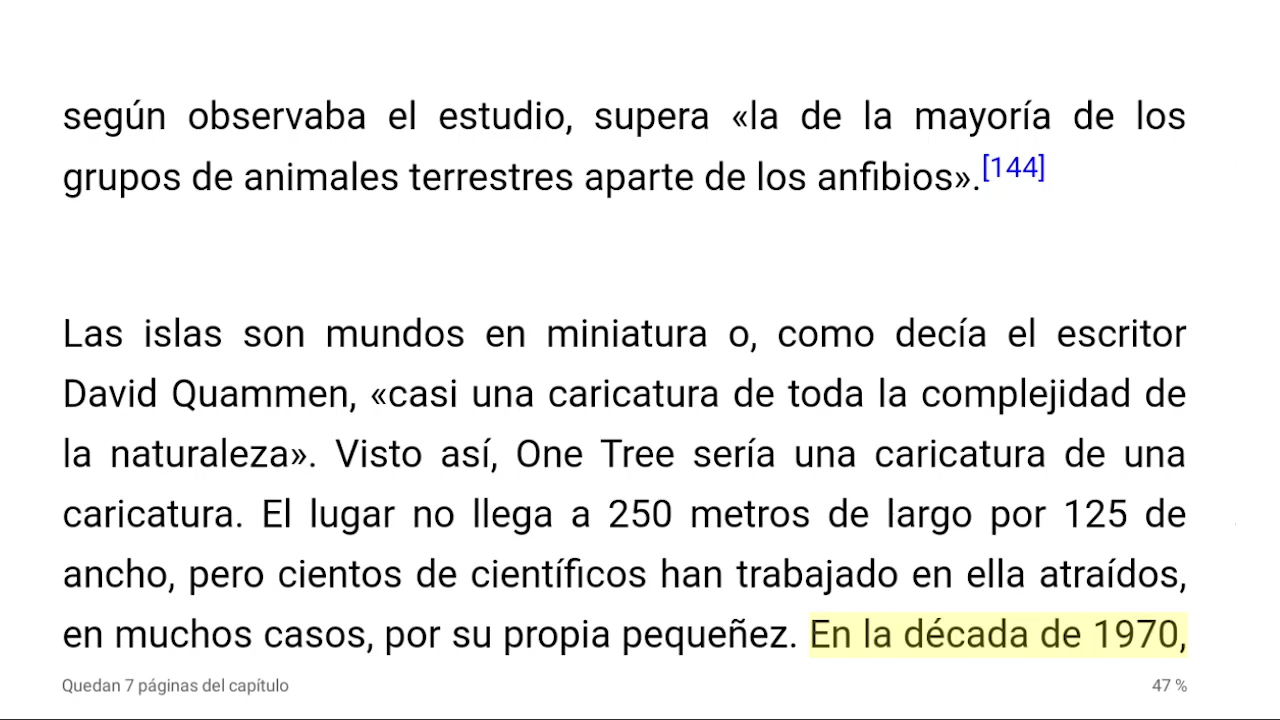 según observaba el estudio, supera «la de la mayoría de los
grupos de animales terrestres aparte de los anfibios».[144]
Las islas son mundos en miniatura o, como decía el escritor
David Quammen, «casi una caricatura de toda la complejidad de
la naturaleza». Visto así, One Tree sería una caricatura de una
caricatura. El lugar no llega a 250 metros de largo por 125 de
ancho, pero cientos de científicos han trabajado en ella atraídos,
en muchos casos, por su propia pequeñez. En la década de 1970,
Quedan 7 páginas del capítulo 47 %